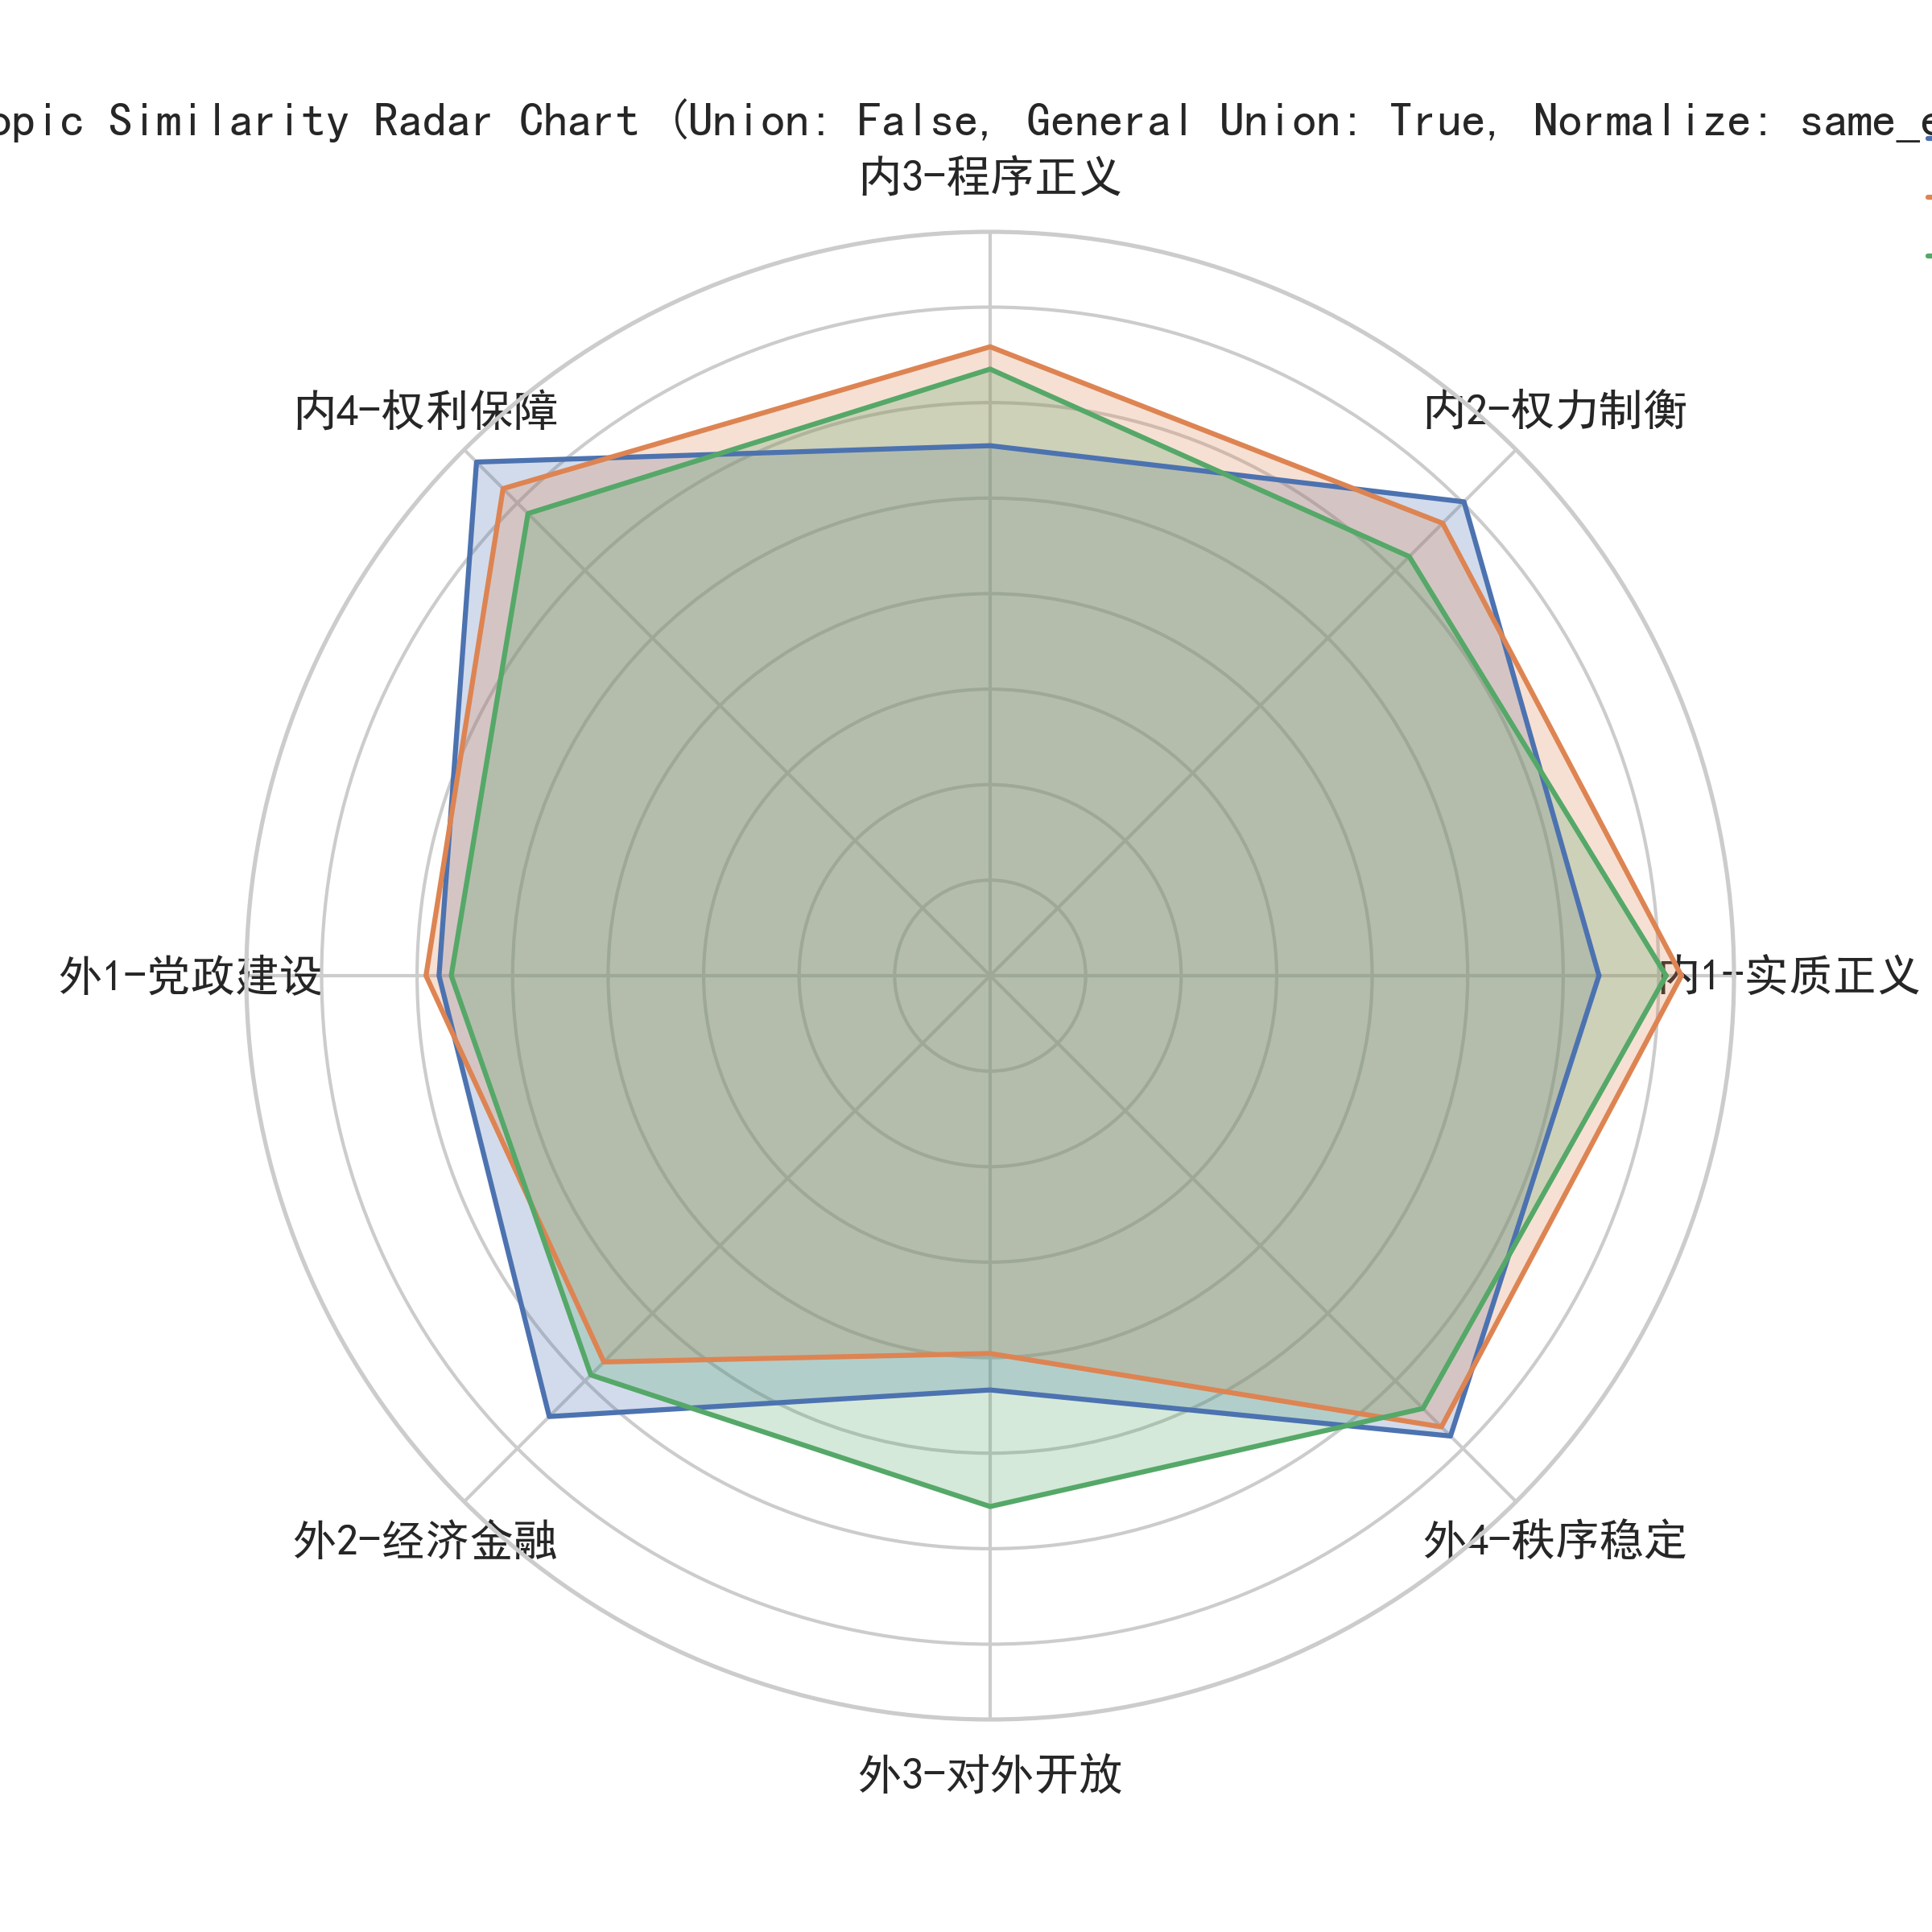 opic Similarity Radar Chart (Union: False, General Union: True, Normalize: same_e
内3-程序正义
内4-权利保障
内2-权力制衡
外1-党政建设
内1-实质正义
外2-经济金融
外4-秩序稳定
外3-对外开放